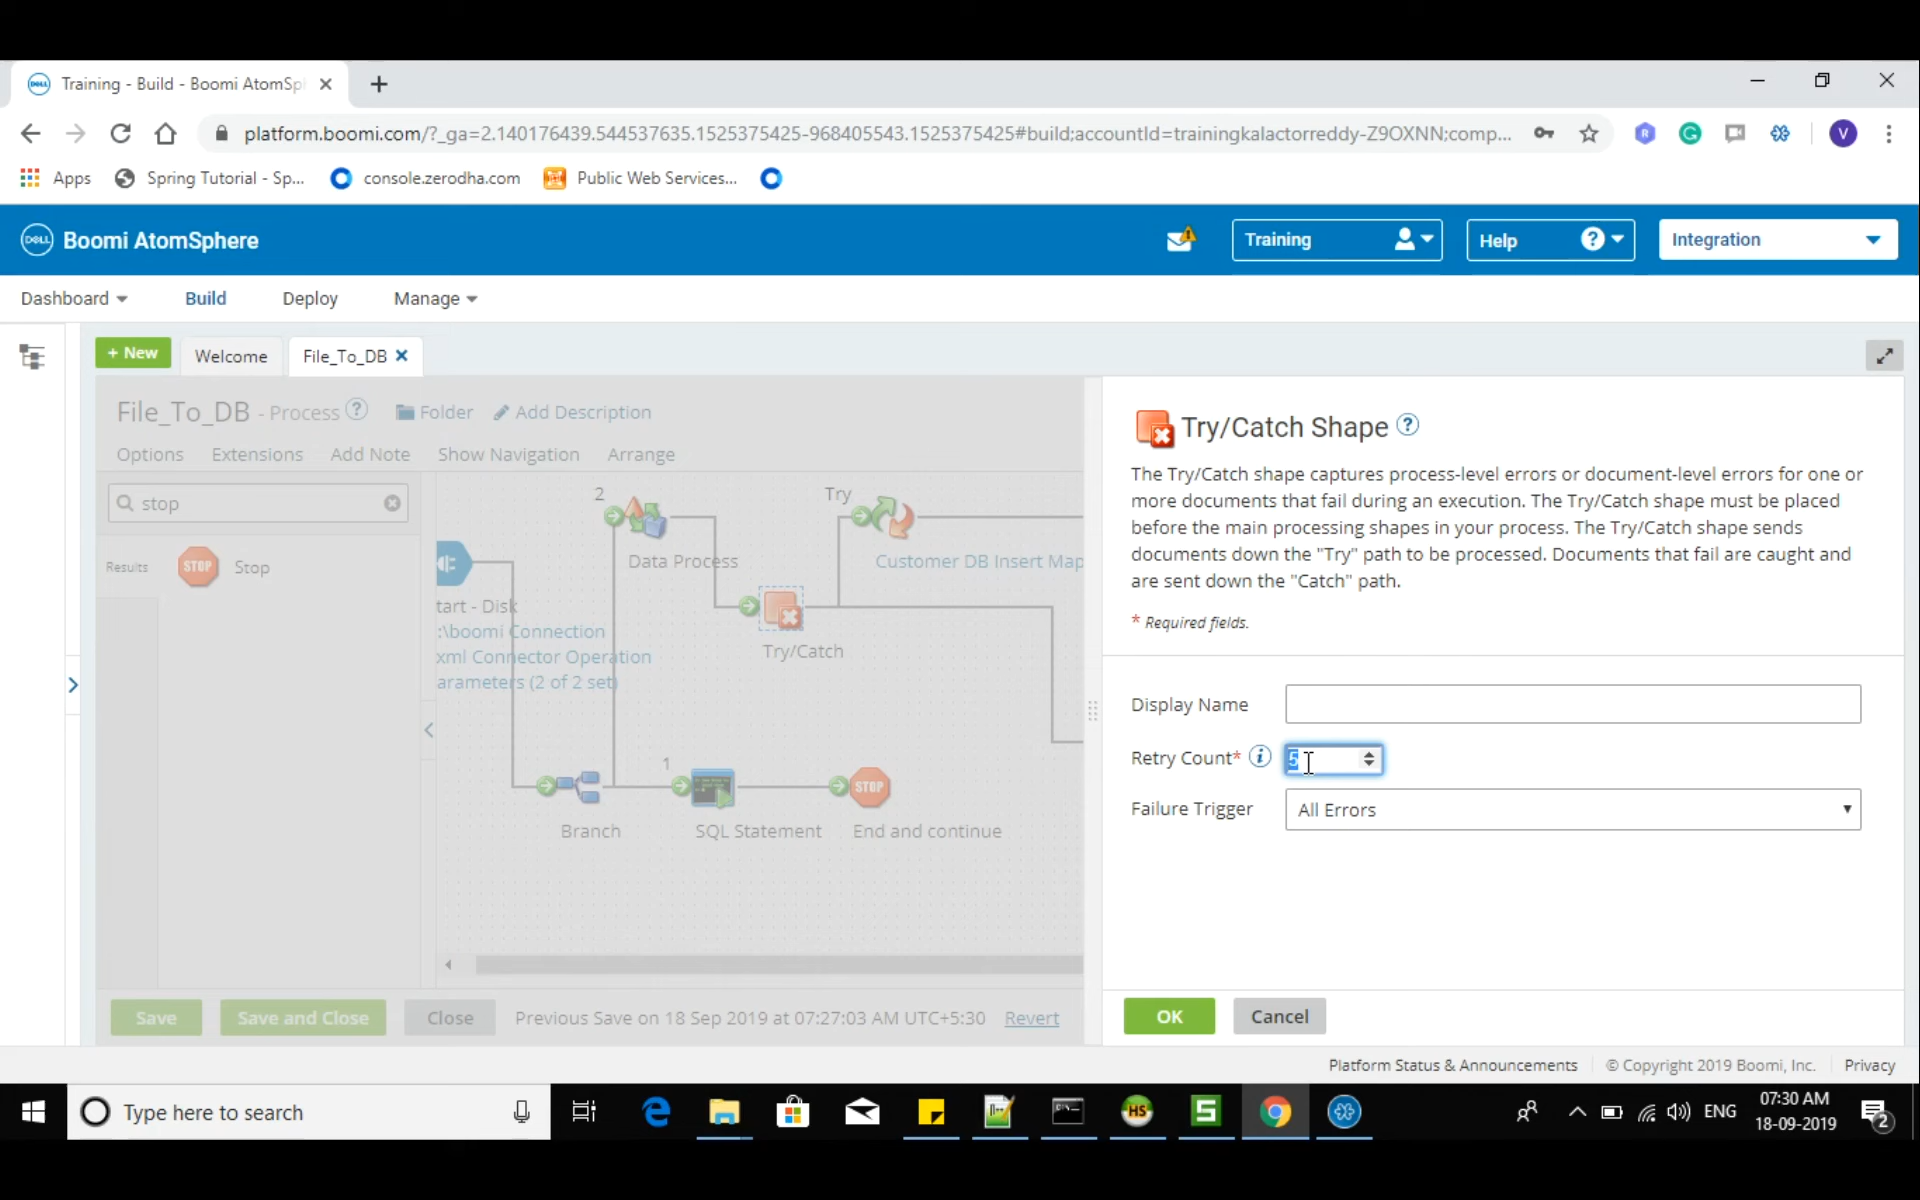 Training - Build - Boomi AtomSp
platform.boomi.com/?_ga=2.140176439.544537635.1525375425-968405543.1525375425#build;accountId=trainingkalactorreddy-Z9OXNN;comp...
V
Apps
Spring Tutorial - Sp...
console.zerodha.com
Public Web Services...
DELL
Boomi AtomSphere
Training
Help
Integration
Dashboard
Build
Deploy
Manage
+ New
Welcome
File_To_DB
File_To_DB - Process
Folder
Add Description
Options
Extensions
Add Note
Show Navigation
Arrange
stop
Results
STOP
Stop
2
Data Process
Try
Customer DB Insert Map
tart - Disk
:\boomi Connection
xml Connector Operation
arameters (2 of 2 set)
Try/Catch
Branch
1
SQL Statement
STOP
End and continue
Save
Save and Close
Close
Previous Save on 18 Sep 2019 at 07:27:03 AM UTC+5:30
Revert
Try/Catch Shape
The Try/Catch shape captures process-level errors or document-level errors for one or
more documents that fail during an execution. The Try/Catch shape must be placed
before the main processing shapes in your process. The Try/Catch shape sends
documents down the "Try" path to be processed. Documents that fail are caught and
are sent down the "Catch" path.
* Required fields.
Display Name
Retry Count*
5
Failure Trigger
All Errors
OK
Cancel
Platform Status & Announcements
© Copyright 2019 Boomi, Inc.
Privacy
Type here to search
HS
S
ENG
07:30 AM
18-09-2019
2